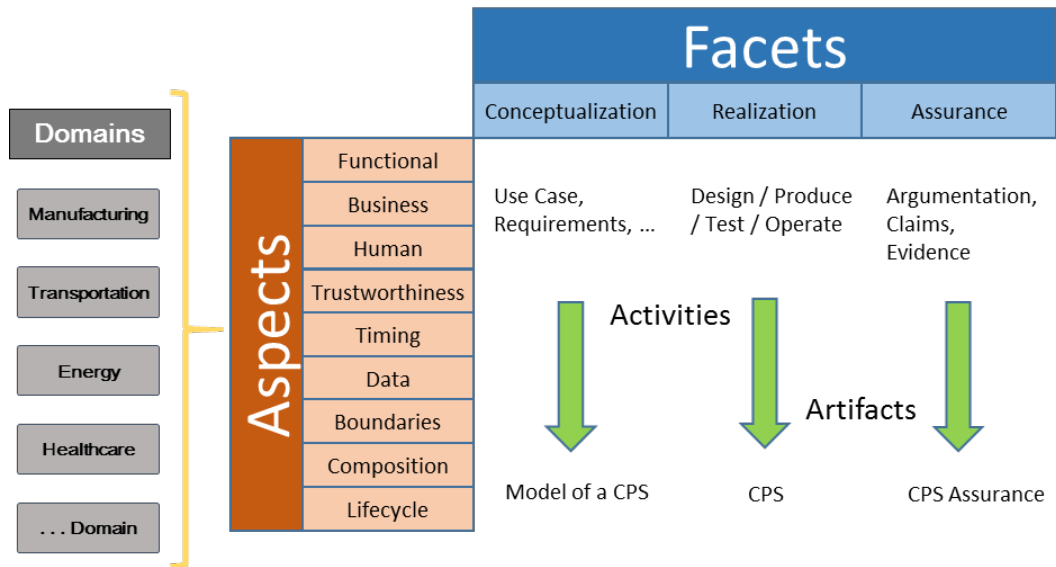 Facets
Conceptualization
Realization
Assurance
Domains
Manufacturing
Transportation
Energy
Healthcare
. . . Domain
Aspects
Functional
Business
Human
Trustworthiness
Timing
Data
Boundaries
Composition
Lifecycle
Use Case,
Requirements, ...
Design / Produce
/ Test / Operate
Argumentation,
Claims,
Evidence
Activities
Artifacts
Model of a CPS
CPS
CPS Assurance